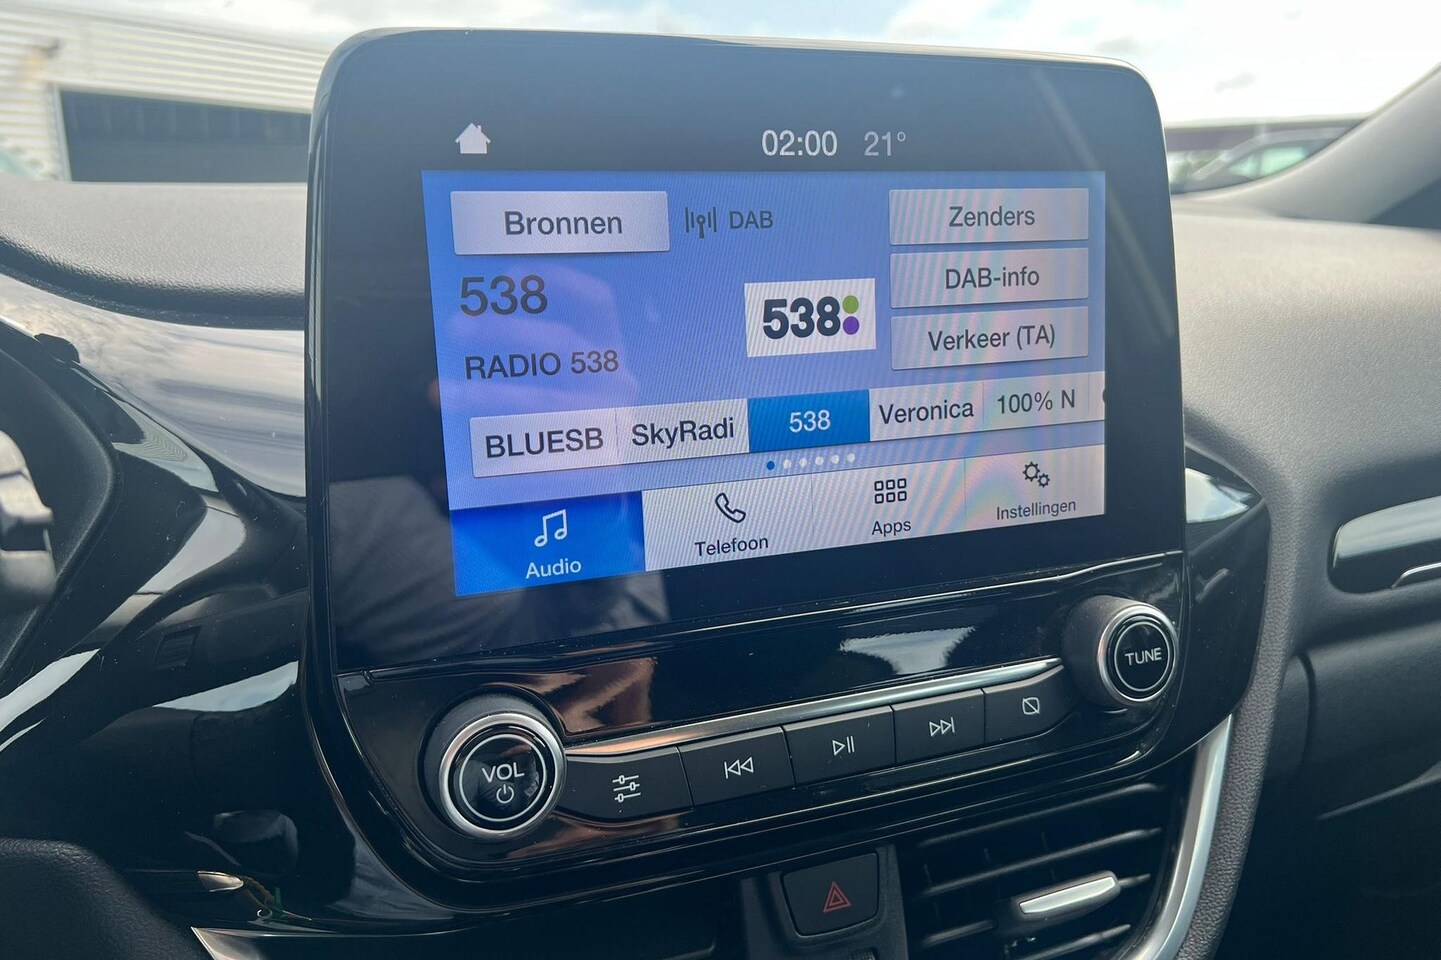 02:00 21°
Bronnen DAB Zenders
538 538 DAB-info
RADIO 538 Verkeer (TA)
BLUESB SkyRadi 538 Veronica 100% N
Audio Telefoon Apps Instellingen
TUNE
VOL